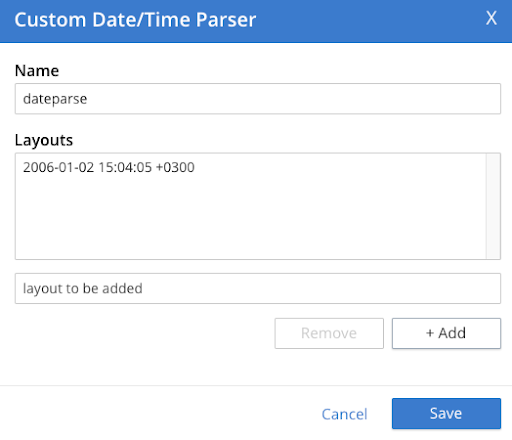 Custom Date/Time Parser X
Name
dateparse
Layouts
2006-01-02 15:04:05 +0300
layout to be added
Remove + Add
Cancel Save